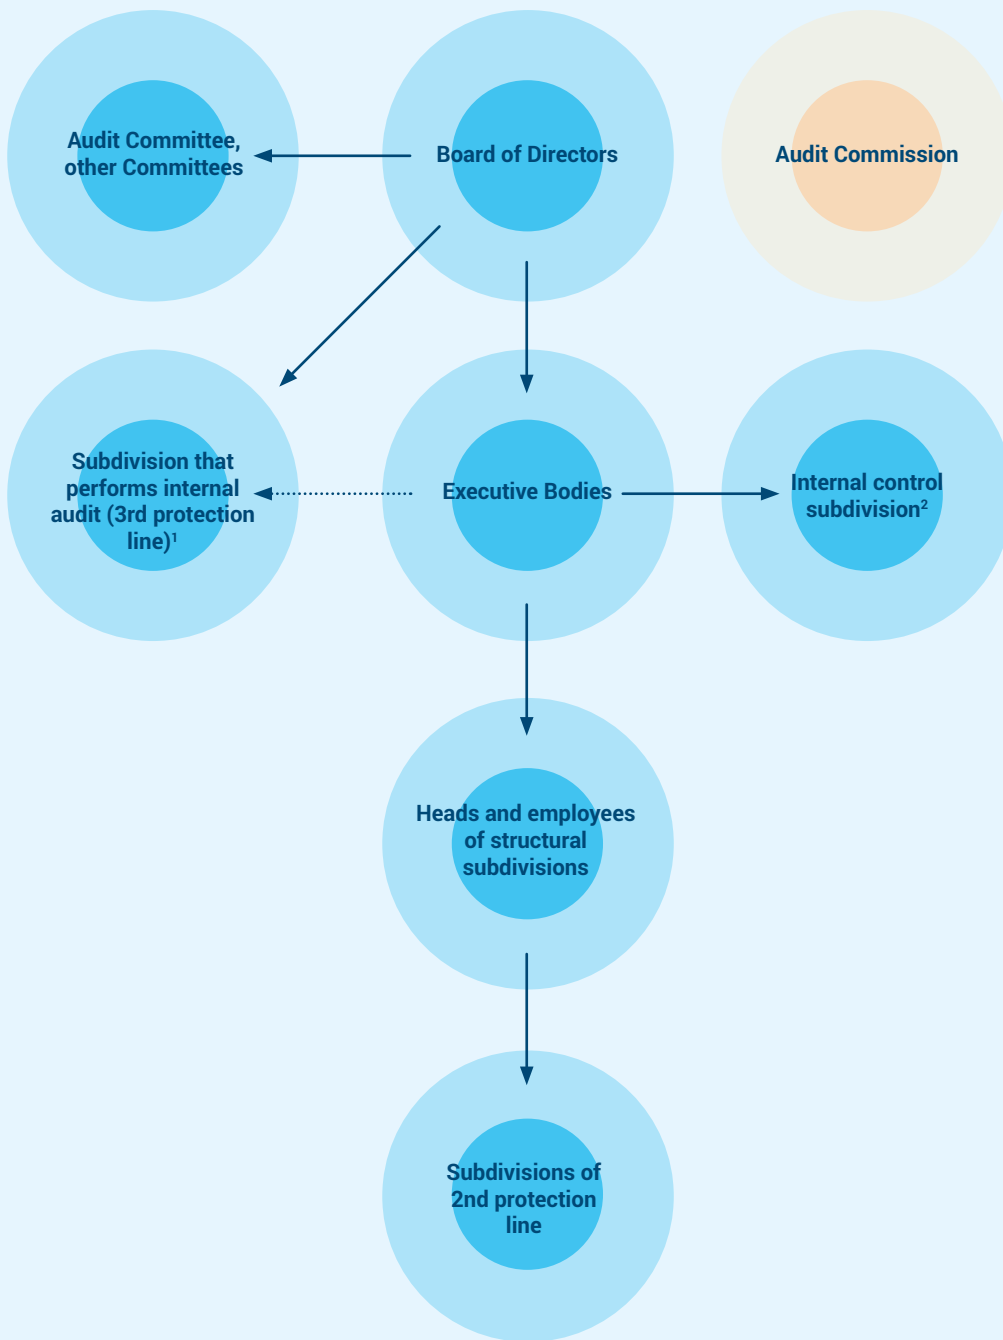 Audit Committee,
other Committees
Board of Directors
Audit Commission
Subdivision that
performs internal
audit (3rd protection
line)¹
Executive Bodies
Internal control
subdivision²
Heads and employees
of structural
subdivisions
Subdivisions of
2nd protection
line